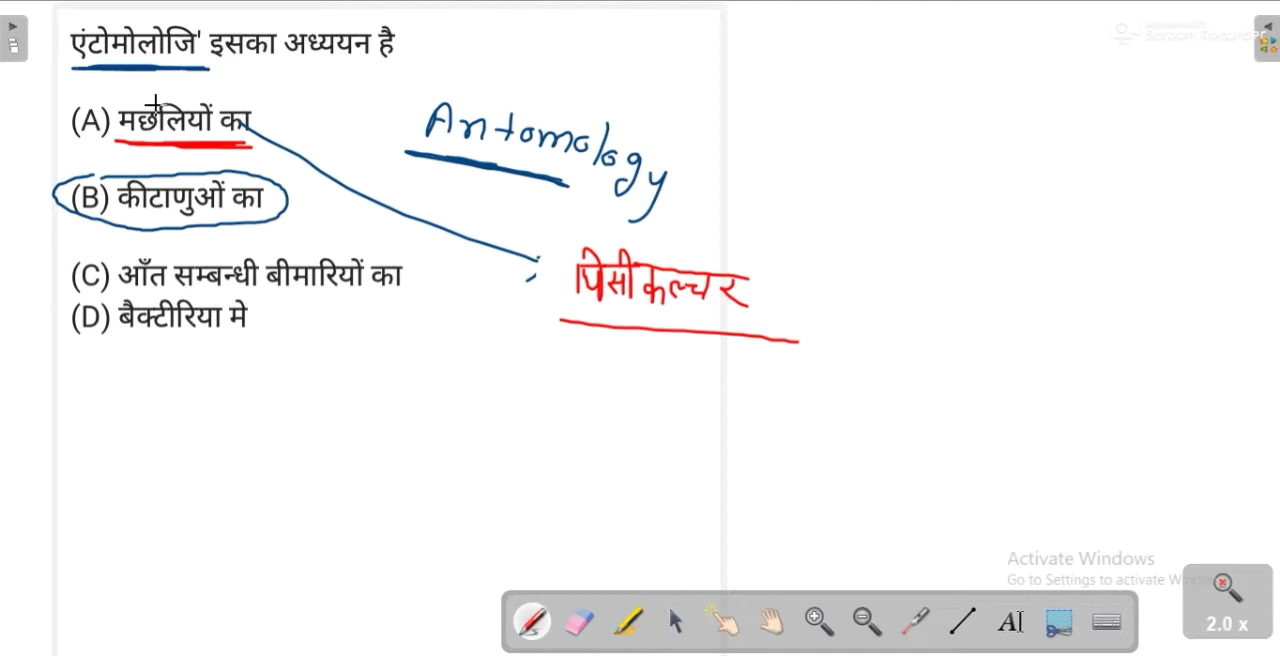 एंटोमोलोजि' इसका अध्ययन है
(A) मछलियों का
Antomology
(B) कीटाणुओं का
(C) आँत सम्बन्धी बीमारियों का
पिसीकल्चर
(D) बैक्टीरिया मे
Activate Windows
Go to Settings to activate
AI
2.0 x